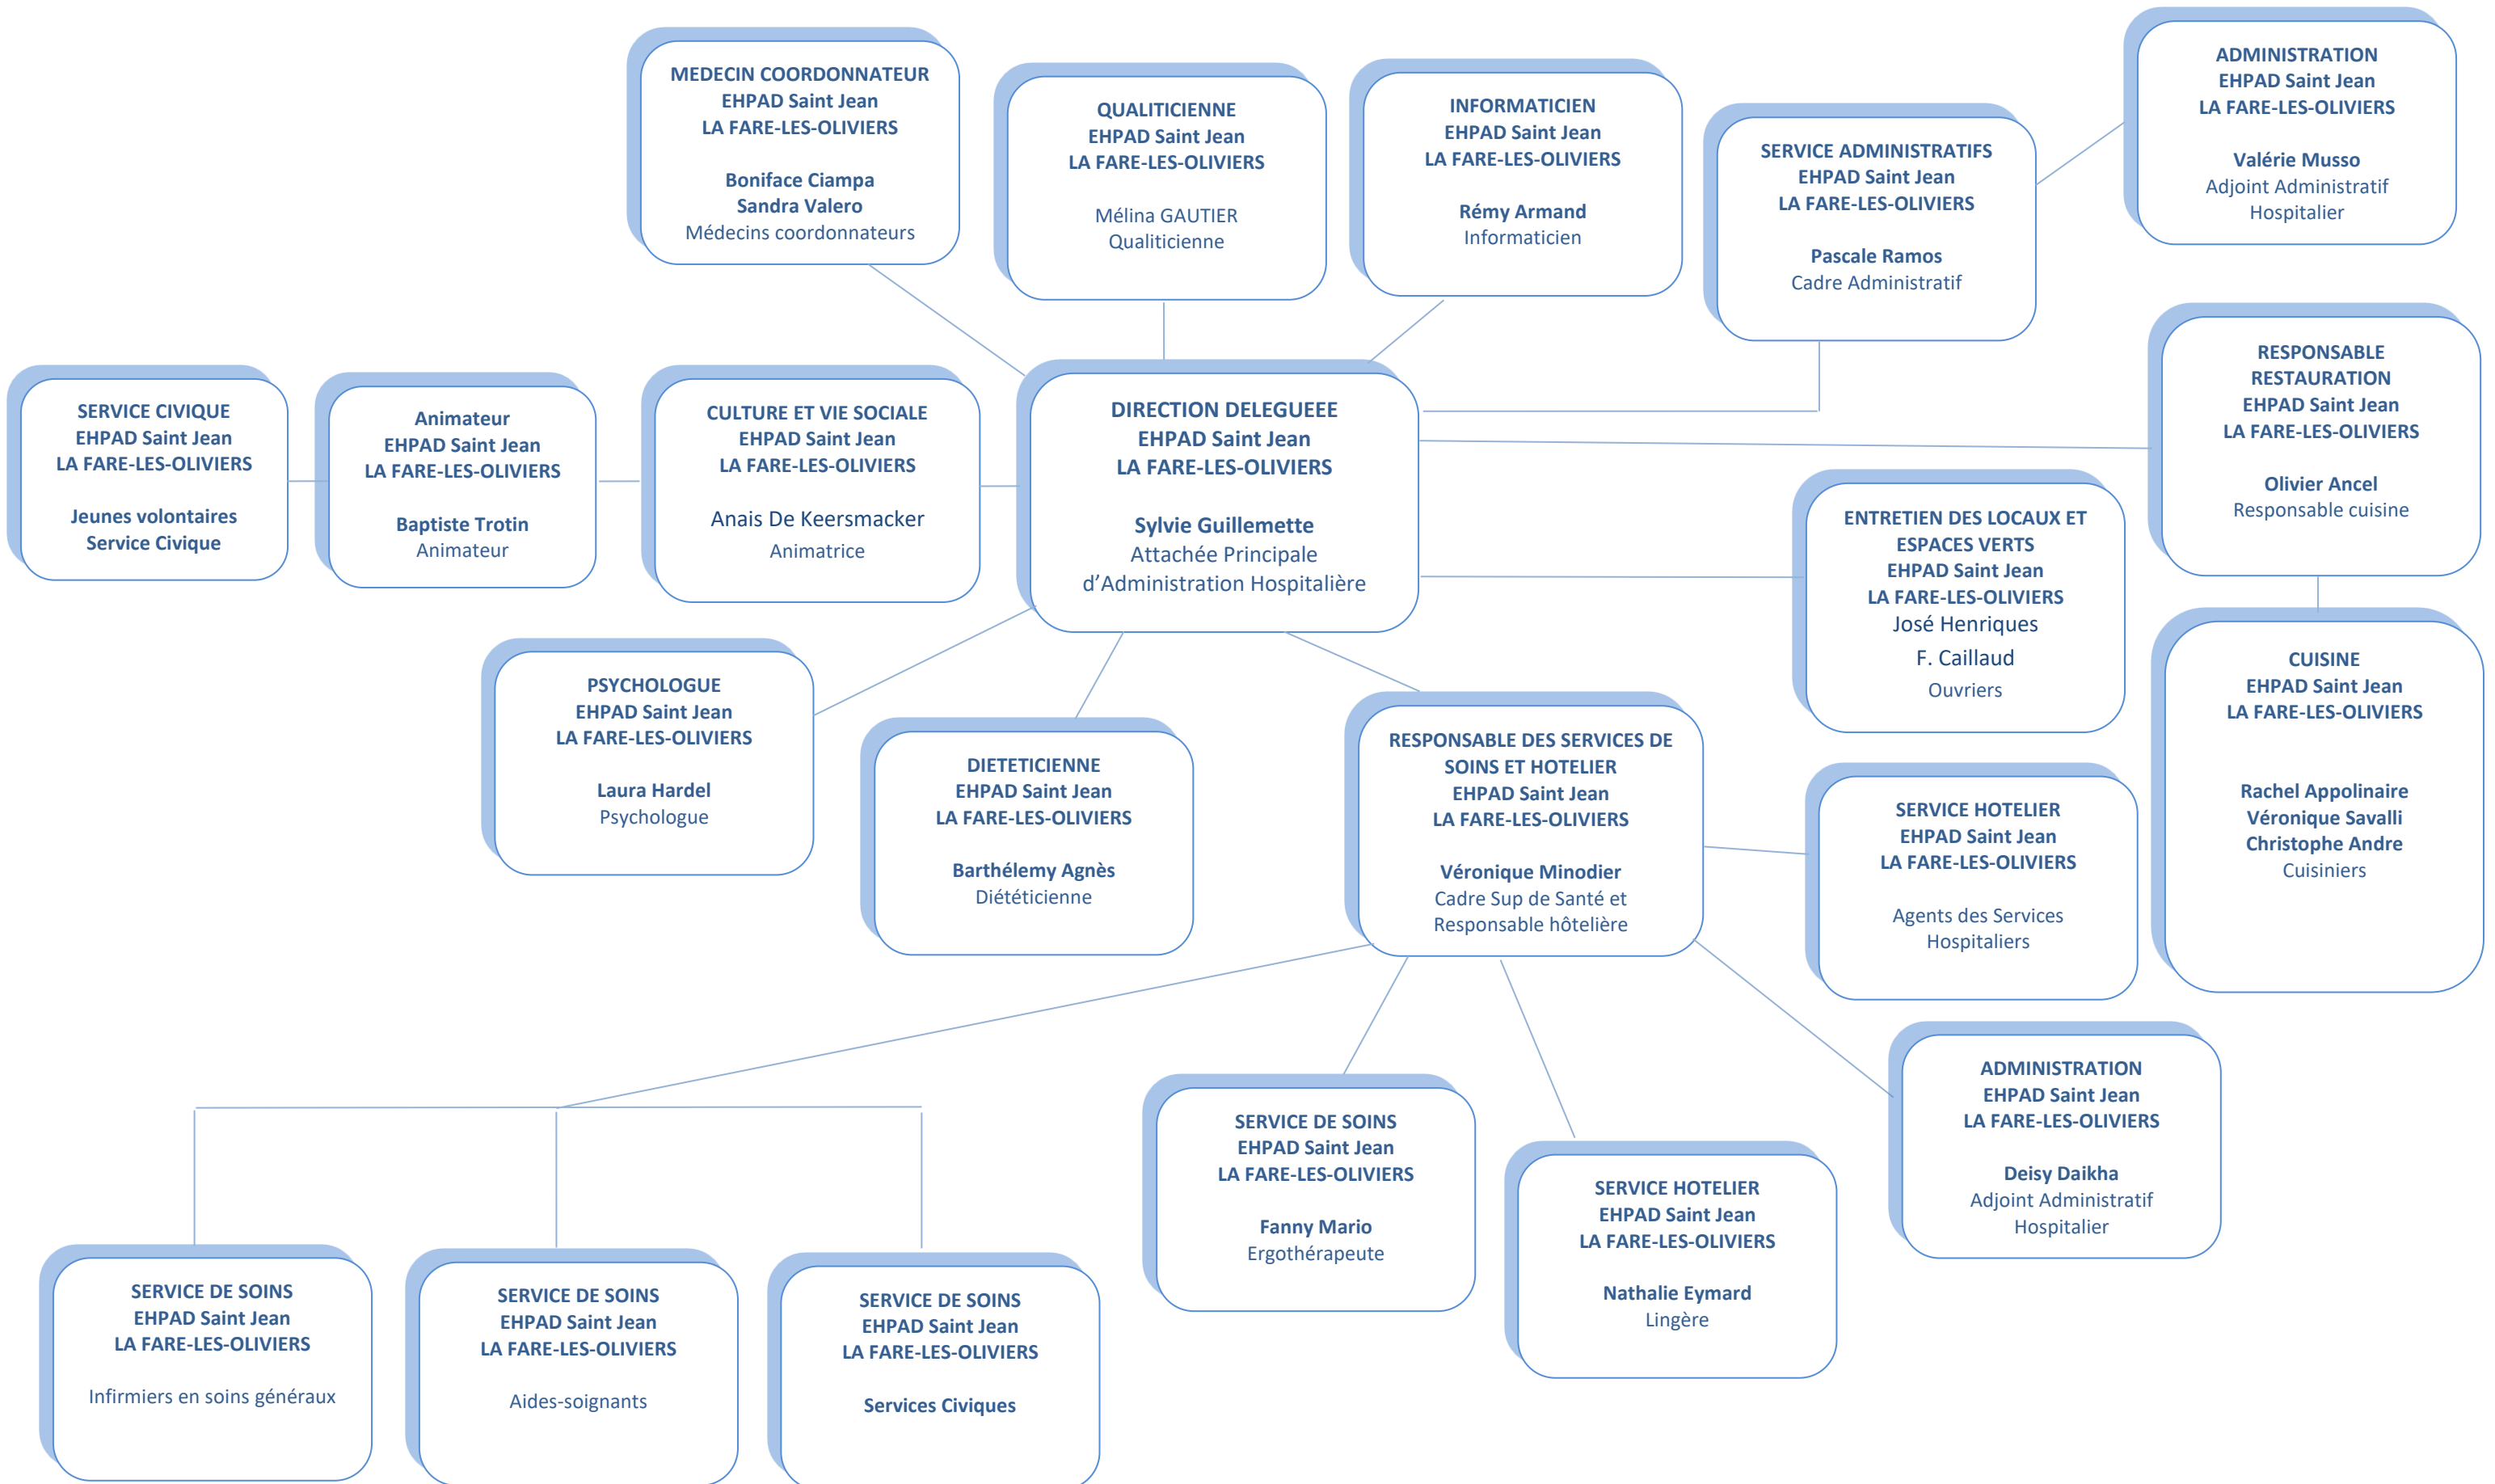 MEDECIN COORDONNATEUR
EHPAD Saint Jean
LA FARE-LES-OLIVIERS
Boniface Ciampa
Sandra Valero
Médecins coordonnateurs
QUALITICIENNE
EHPAD Saint Jean
LA FARE-LES-OLIVIERS
Mélina GAUTIER
Qualiticienne
INFORMATICIEN
EHPAD Saint Jean
LA FARE-LES-OLIVIERS
Rémy Armand
Informaticien
SERVICE ADMINISTRATIFS
EHPAD Saint Jean
LA FARE-LES-OLIVIERS
Pascale Ramos
Cadre Administratif
ADMINISTRATION
EHPAD Saint Jean
LA FARE-LES-OLIVIERS
Valérie Musso
Adjoint Administratif
Hospitalier
SERVICE CIVIQUE
EHPAD Saint Jean
LA FARE-LES-OLIVIERS
Jeunes volontaires
Service Civique
Animateur
EHPAD Saint Jean
LA FARE-LES-OLIVIERS
Baptiste Trotin
Animateur
CULTURE ET VIE SOCIALE
EHPAD Saint Jean
LA FARE-LES-OLIVIERS
Anais De Keersmacker
Animatrice
DIRECTION DELEGUEEE
EHPAD Saint Jean
LA FARE-LES-OLIVIERS
Sylvie Guillemette
Attachée Principale
d’Administration Hospitalière
RESPONSABLE
RESTAURATION
EHPAD Saint Jean
LA FARE-LES-OLIVIERS
Olivier Ancel
Responsable cuisine
ENTRETIEN DES LOCAUX ET
ESPACES VERTS
EHPAD Saint Jean
LA FARE-LES-OLIVIERS
José Henriques
F. Caillaud
Ouvriers
CUISINE
EHPAD Saint Jean
LA FARE-LES-OLIVIERS
Rachel Appolinaire
Véronique Savalli
Christophe Andre
Cuisiniers
PSYCHOLOGUE
EHPAD Saint Jean
LA FARE-LES-OLIVIERS
Laura Hardel
Psychologue
DIETETICIENNE
EHPAD Saint Jean
LA FARE-LES-OLIVIERS
Barthélemy Agnès
Diététicienne
RESPONSABLE DES SERVICES DE
SOINS ET HOTELIER
EHPAD Saint Jean
LA FARE-LES-OLIVIERS
Véronique Minodier
Cadre Sup de Santé et
Responsable hôtelière
SERVICE HOTELIER
EHPAD Saint Jean
LA FARE-LES-OLIVIERS
Agents des Services
Hospitaliers
ADMINISTRATION
EHPAD Saint Jean
LA FARE-LES-OLIVIERS
Deisy Daikha
Adjoint Administratif
Hospitalier
SERVICE DE SOINS
EHPAD Saint Jean
LA FARE-LES-OLIVIERS
Fanny Mario
Ergothérapeute
SERVICE HOTELIER
EHPAD Saint Jean
LA FARE-LES-OLIVIERS
Nathalie Eymard
Lingère
SERVICE DE SOINS
EHPAD Saint Jean
LA FARE-LES-OLIVIERS
Infirmiers en soins généraux
SERVICE DE SOINS
EHPAD Saint Jean
LA FARE-LES-OLIVIERS
Aides-soignants
SERVICE DE SOINS
EHPAD Saint Jean
LA FARE-LES-OLIVIERS
Services Civiques